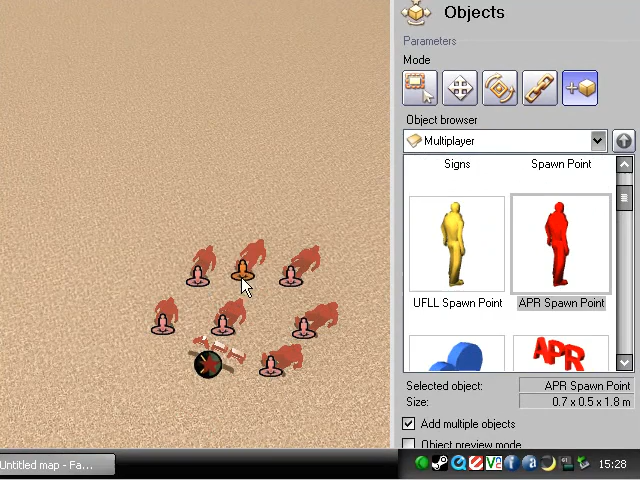 Objects
Parameters
Mode
Object browser
Multiplayer
Signs
Spawn Point
UFLL Spawn Point
APR Spawn Point
APR
Selected object:
APR Spawn Point
Size:
0.7 x 0.5 x 1.8 m
Add multiple objects
Object preview mode
Untitled map - Fa...
15:28